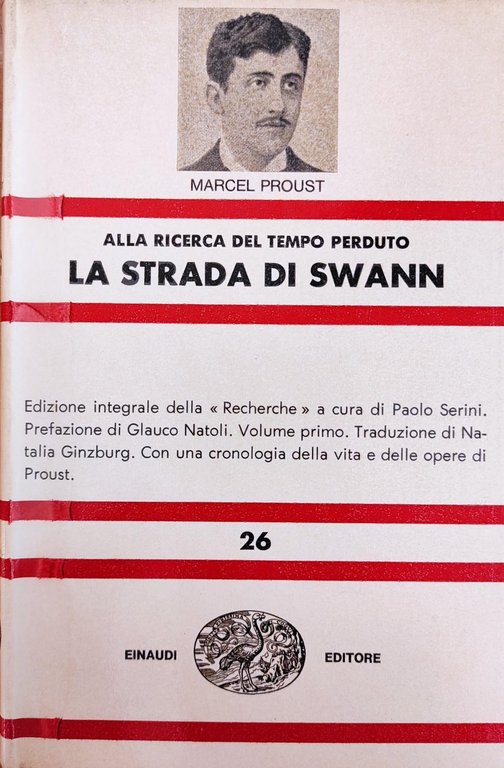 MARCEL PROUST
ALLA RICERCA DEL TEMPO PERDUTO
LA STRADA DI SWANN
Edizione integrale della « Recherche » a cura di Paolo Serini.
Prefazione di Glauco Natoli. Volume primo. Traduzione di Na-
talia Ginzburg. Con una cronologia della vita e delle opere di
Proust.
26
EINAUDI EDITORE